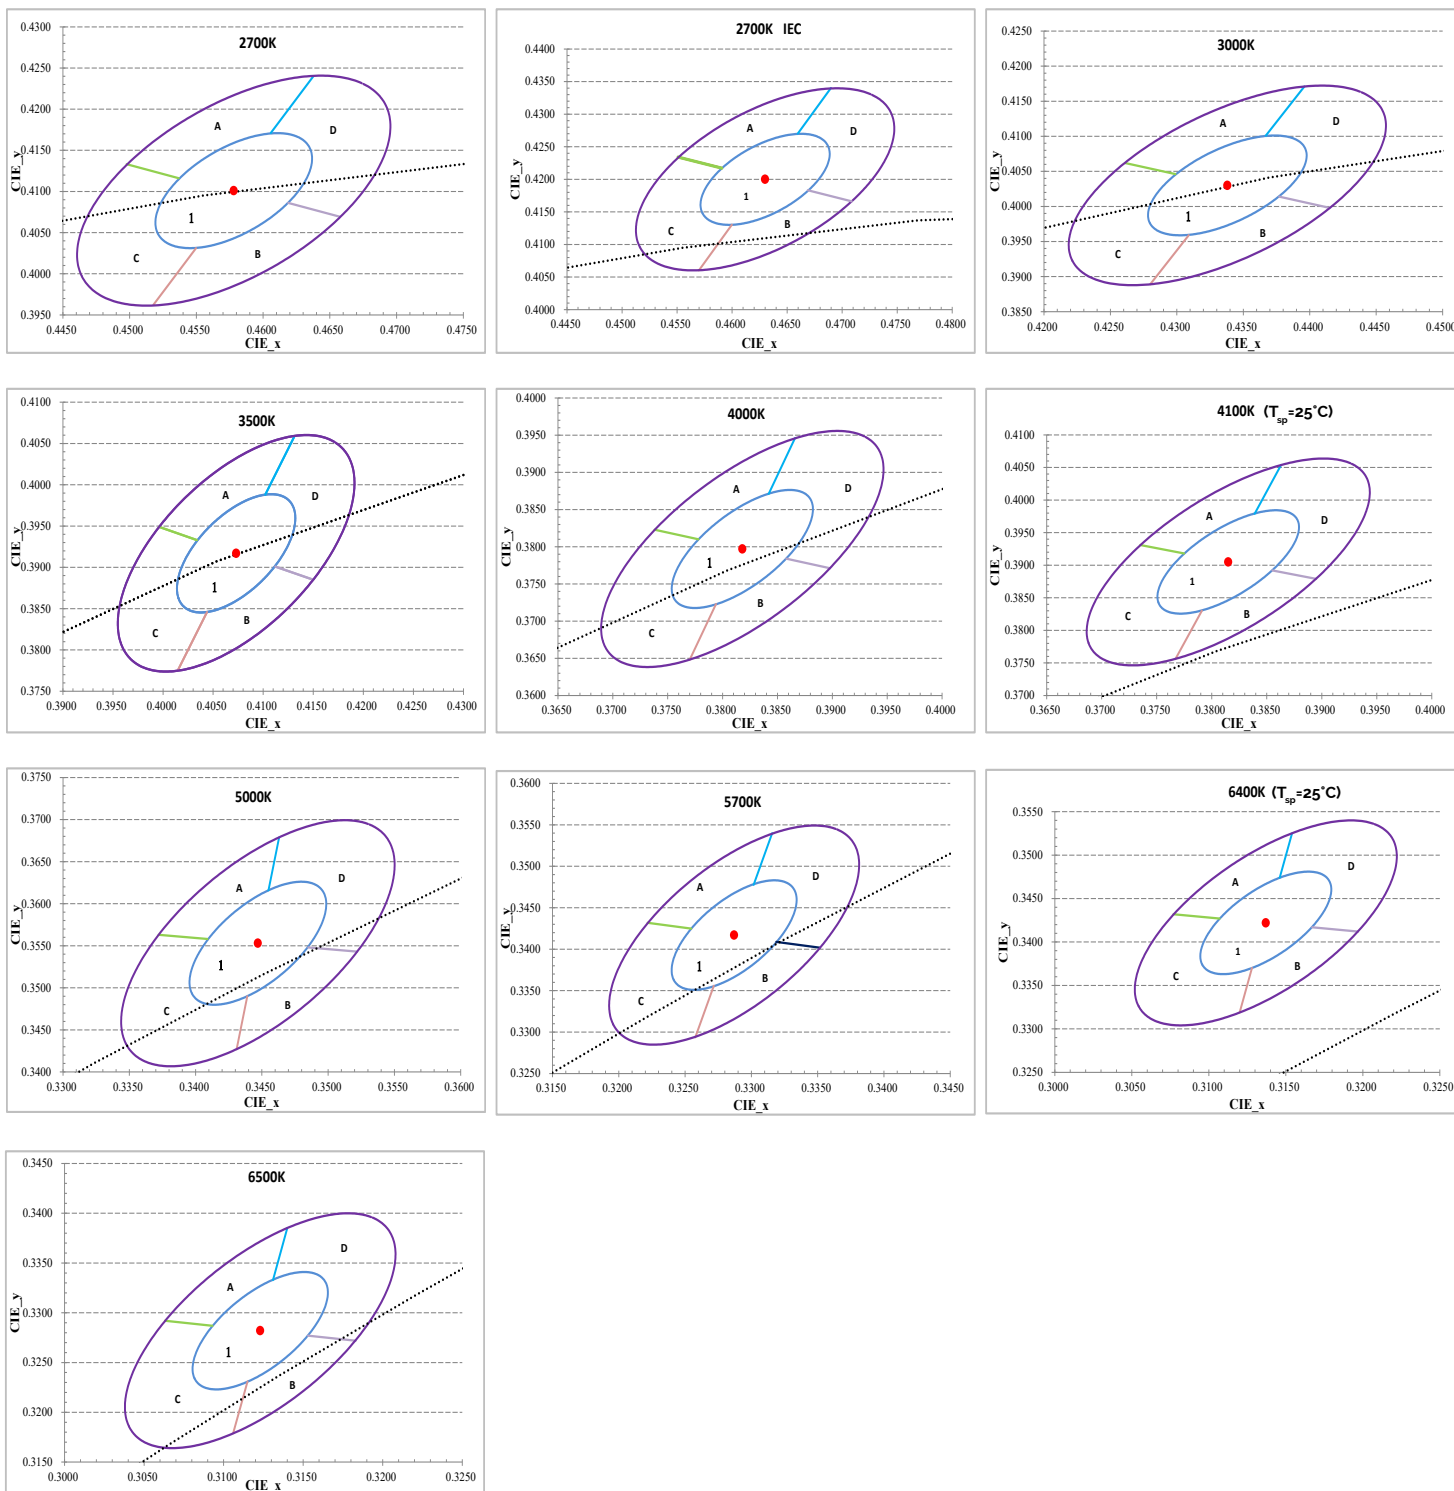 2700K
0.4300
0.4250
0.4200
0.4150
0.4100
0.4050
0.4000
0.3950
CIE_y
A
D
1
C
B
0.4450 0.4500 0.4550 0.4600 0.4650 0.4700 0.4750
CIE_x
2700K IEC
0.4400
0.4350
0.4300
0.4250
0.4200
0.4150
0.4100
0.4050
0.4000
CIE_y
A
D
1
C
B
0.4450 0.4500 0.4550 0.4600 0.4650 0.4700 0.4750 0.4800
CIE_x
3000K
0.4250
0.4200
0.4150
0.4100
0.4050
0.4000
0.3950
0.3900
0.3850
CIE_y
A
D
1
C
B
0.4200 0.4250 0.4300 0.4350 0.4400 0.4450 0.4500
CIE_x
3500K
0.4100
0.4050
0.4000
0.3950
0.3900
0.3850
0.3800
0.3750
CIE_y
A
D
1
C
B
0.3900 0.3950 0.4000 0.4050 0.4100 0.4150 0.4200 0.4250 0.4300
CIE_x
4000K
0.4000
0.3950
0.3900
0.3850
0.3800
0.3750
0.3700
0.3650
0.3600
CIE_y
A
D
1
B
C
0.3650 0.3700 0.3750 0.3800 0.3850 0.3900 0.3950 0.4000
CIE_x
4100K (Tsp=25°C)
0.4100
0.4050
0.4000
0.3950
0.3900
0.3850
0.3800
0.3750
0.3700
CIE_y
A
D
1
C
B
0.3650 0.3700 0.3750 0.3800 0.3850 0.3900 0.3950 0.4000
CIE_x
5000K
0.3750
0.3700
0.3650
0.3600
0.3550
0.3500
0.3450
0.3400
CIE_y
A
D
1
C
B
0.3300 0.3350 0.3400 0.3450 0.3500 0.3550 0.3600
CIE_x
5700K
0.3600
0.3550
0.3500
0.3450
0.3400
0.3350
0.3300
0.3250
CIE_y
A
D
1
C
B
0.3150 0.3200 0.3250 0.3300 0.3350 0.3400 0.3450
CIE_x
6400K (Tsp=25°C)
0.3550
0.3500
0.3450
0.3400
0.3350
0.3300
0.3250
CIE_y
A
D
1
C
B
0.3000 0.3050 0.3100 0.3150 0.3200 0.3250
CIE_x
6500K
0.3450
0.3400
0.3350
0.3300
0.3250
0.3200
0.3150
CIE_y
A
D
1
C
B
0.3000 0.3050 0.3100 0.3150 0.3200 0.3250
CIE_x